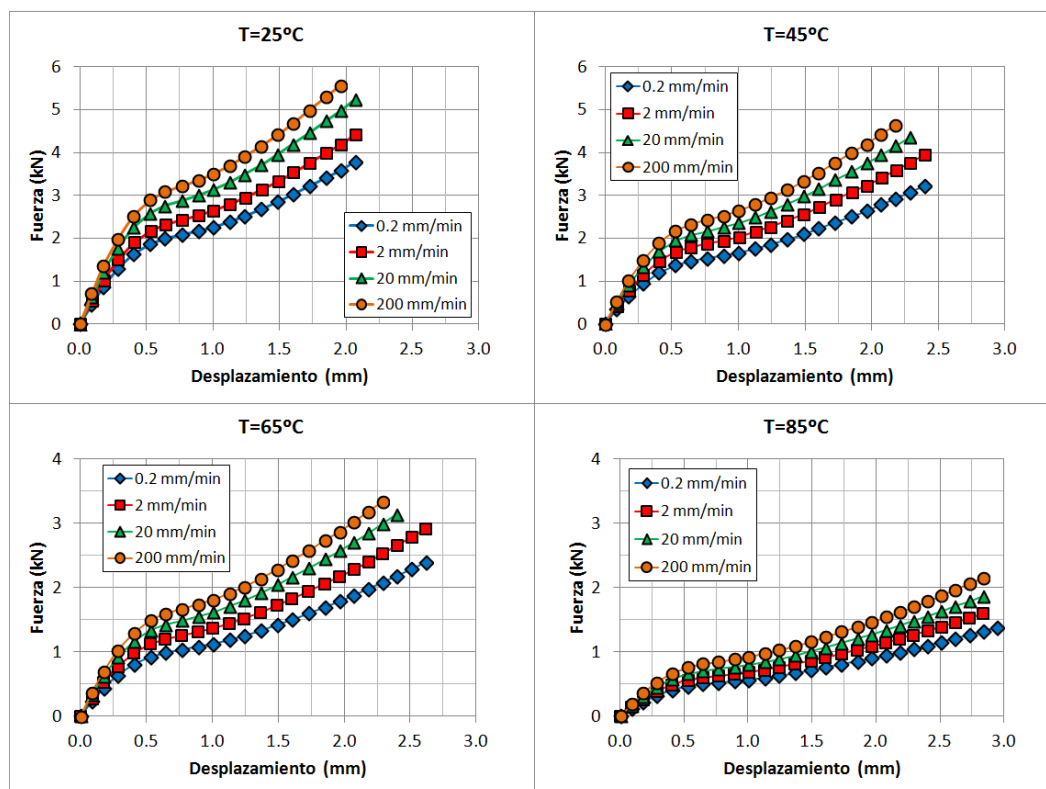 T=25ºC
Fuerza (kN)
6
5
4
3
2
1
0
0.2 mm/min
2 mm/min
20 mm/min
200 mm/min
0.0 0.5 1.0 1.5 2.0 2.5 3.0
Desplazamiento (mm)
T=45ºC
Fuerza (kN)
6
5
4
3
2
1
0
0.2 mm/min
2 mm/min
20 mm/min
200 mm/min
0.0 0.5 1.0 1.5 2.0 2.5 3.0
Desplazamiento (mm)
T=65ºC
Fuerza (kN)
4
3
2
1
0
0.2 mm/min
2 mm/min
20 mm/min
200 mm/min
0.0 0.5 1.0 1.5 2.0 2.5 3.0
Desplazamiento (mm)
T=85ºC
Fuerza (kN)
4
3
2
1
0
0.2 mm/min
2 mm/min
20 mm/min
200 mm/min
0.0 0.5 1.0 1.5 2.0 2.5 3.0
Desplazamiento (mm)